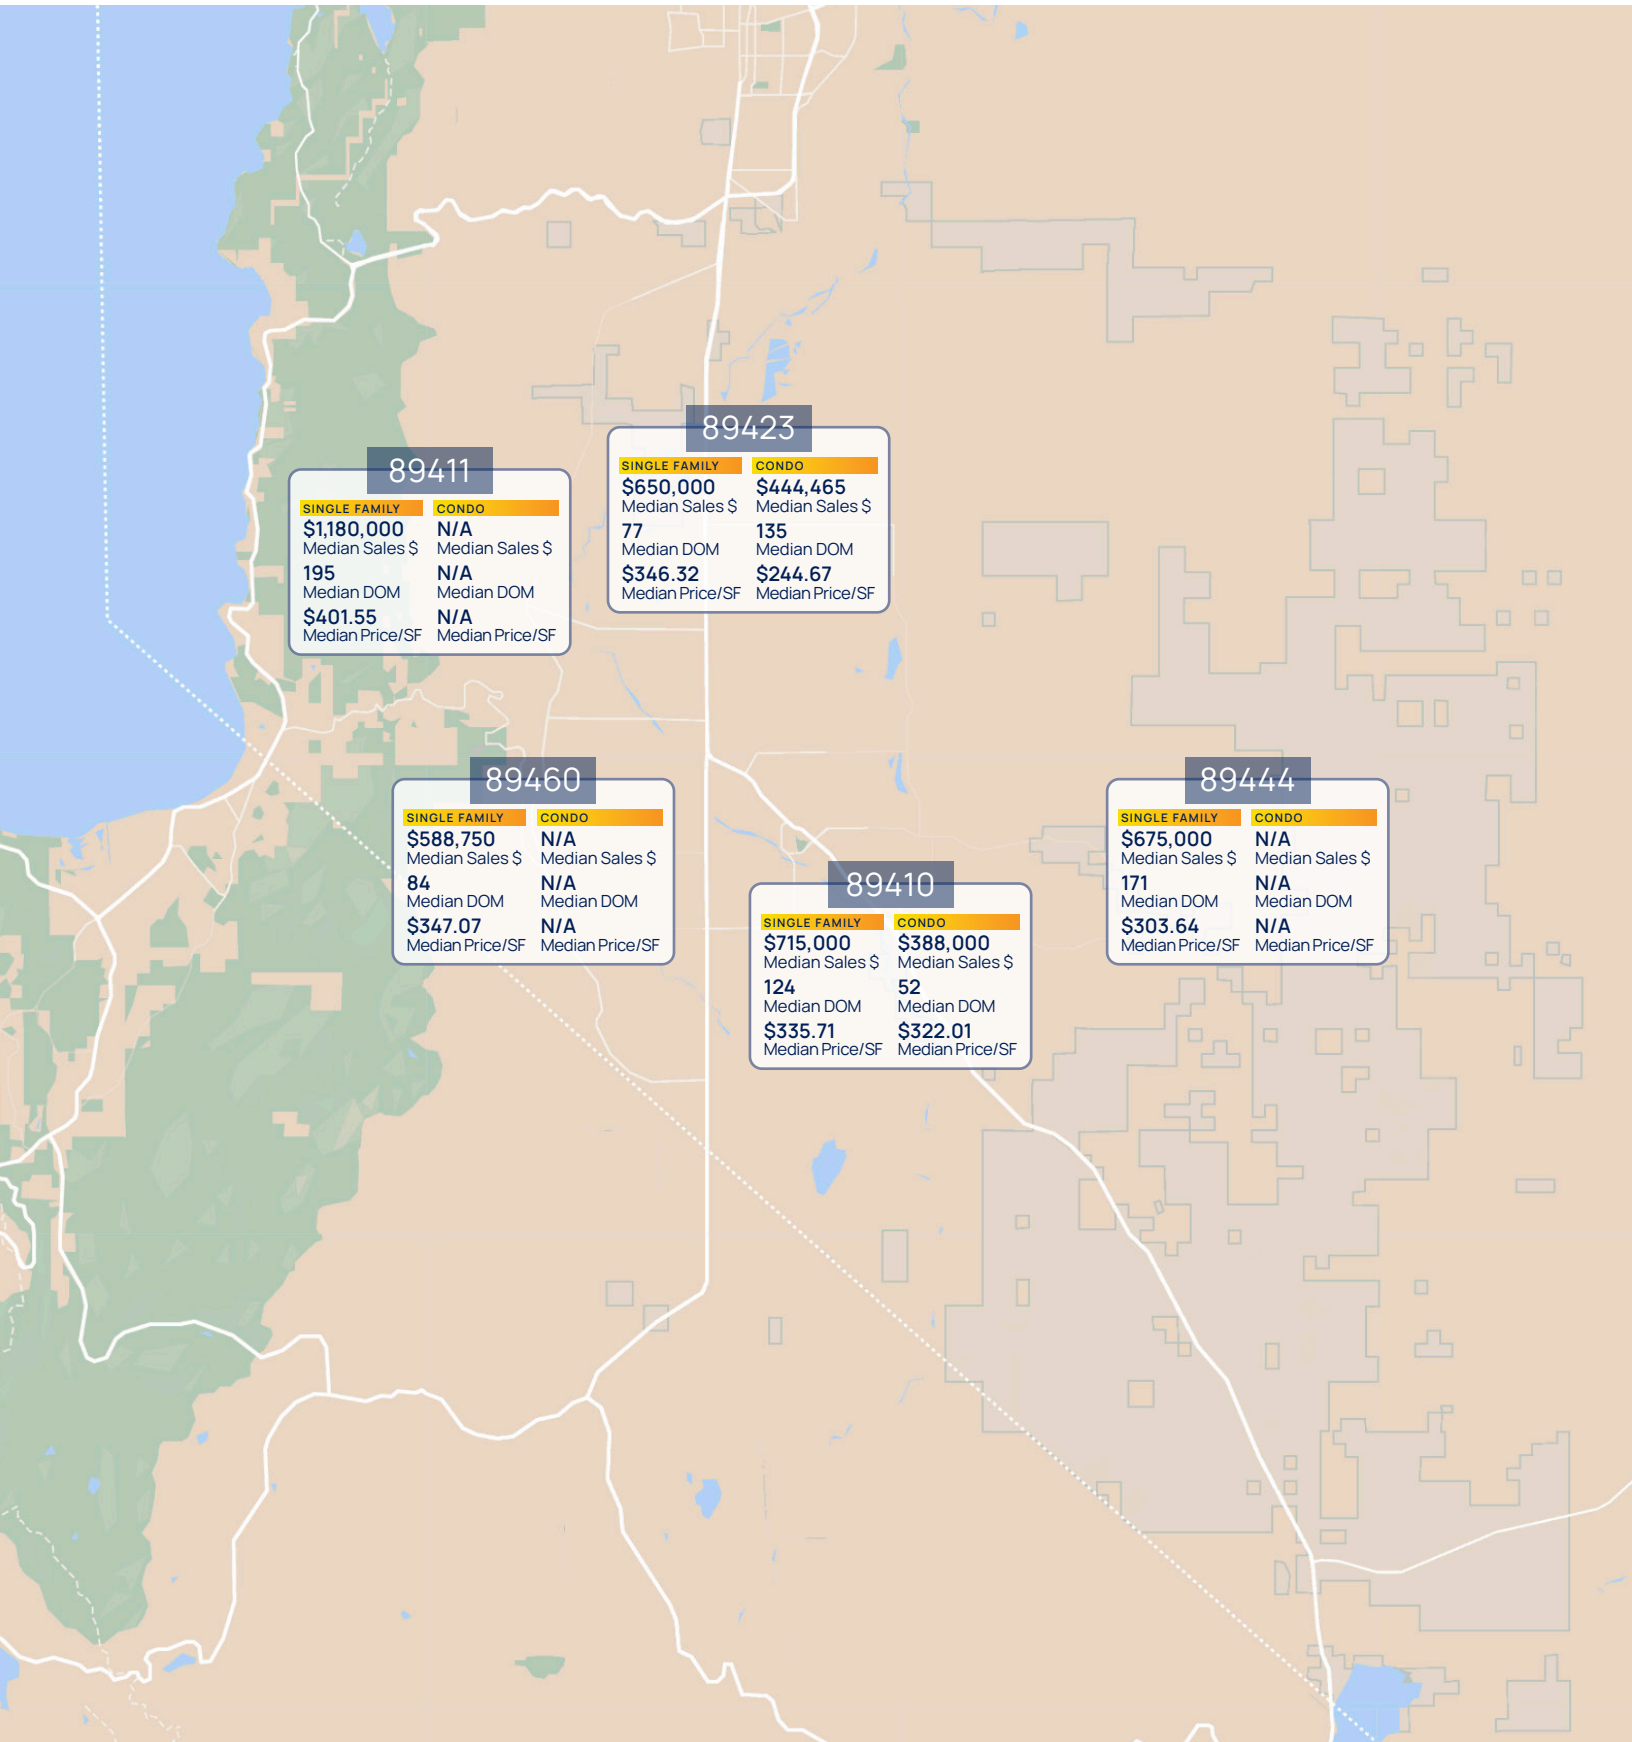 89423
SINGLE FAMILY CONDO
$650,000 $444,465
Median Sales $ Median Sales $
77 135
Median DOM Median DOM
$346.32 $244.67
Median Price/SF Median Price/SF
89411
SINGLE FAMILY CONDO
$1,180,000 N/A
Median Sales $ Median Sales $
195 N/A
Median DOM Median DOM
$401.55 N/A
Median Price/SF Median Price/SF
89460
SINGLE FAMILY CONDO
$588,750 N/A
Median Sales $ Median Sales $
84 N/A
Median DOM Median DOM
$347.07 N/A
Median Price/SF Median Price/SF
89410
SINGLE FAMILY CONDO
$715,000 $388,000
Median Sales $ Median Sales $
124 52
Median DOM Median DOM
$335.71 $322.01
Median Price/SF Median Price/SF
89444
SINGLE FAMILY CONDO
$675,000 N/A
Median Sales $ Median Sales $
171 N/A
Median DOM Median DOM
$303.64 N/A
Median Price/SF Median Price/SF